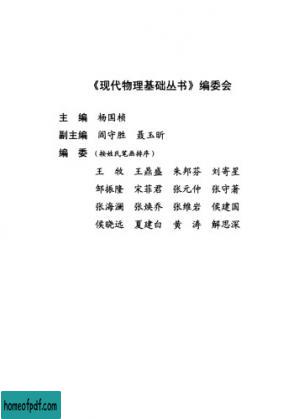 《现代物理基础丛书》编委会
主 编 杨国桢
副主编 阎守胜 聂玉昕
编 委 (按姓氏笔画排序)
王 牧 王鼎盛 朱邦芬 刘寄星
邹振隆 宋菲君 张元仲 张守著
张海澜 张焕乔 张维岩 侯建国
侯晓远 夏建白 黄 涛 解思深
homeofpdf.com